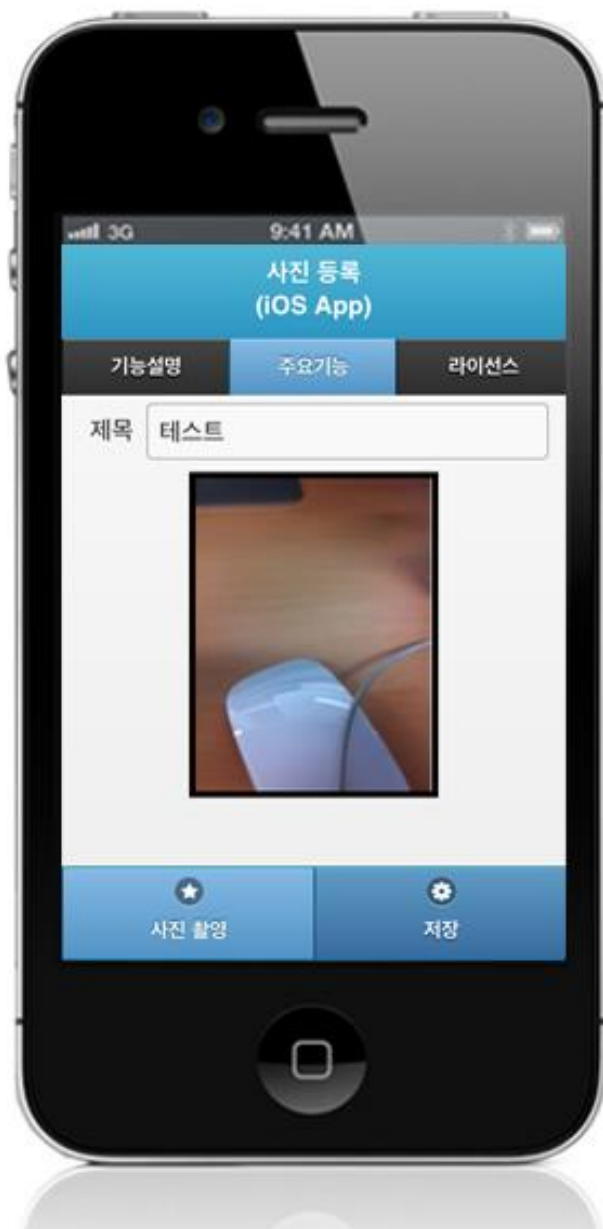 3G 9:41 AM
사진 등록
(iOS App)
기능설명 주요기능 라이선스
제목 테스트
사진 촬영 저장